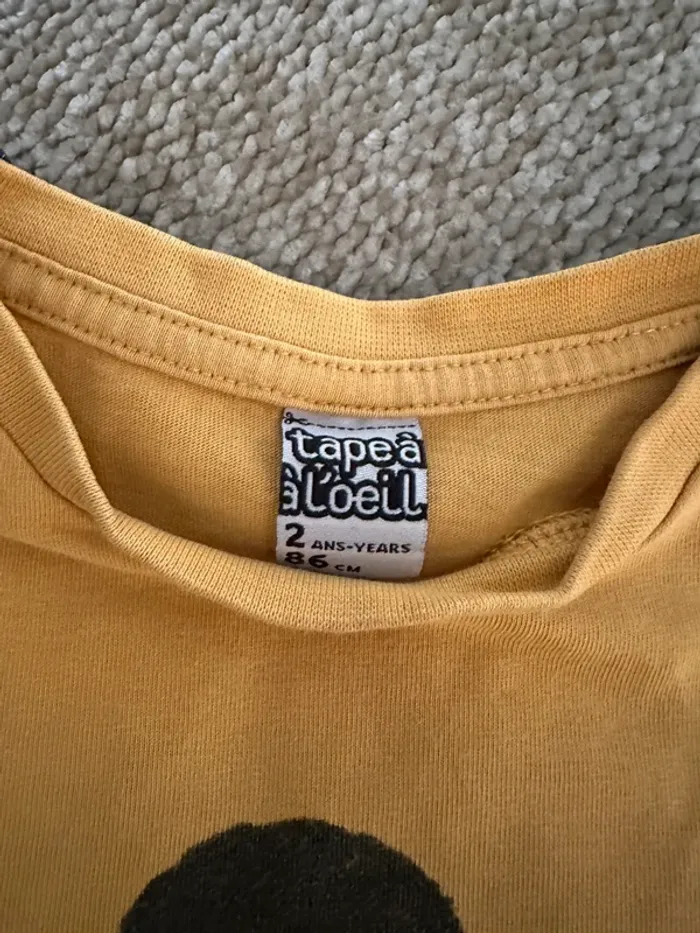 tapeà
à l'oeil
2 ANS-YEARS
86 CM